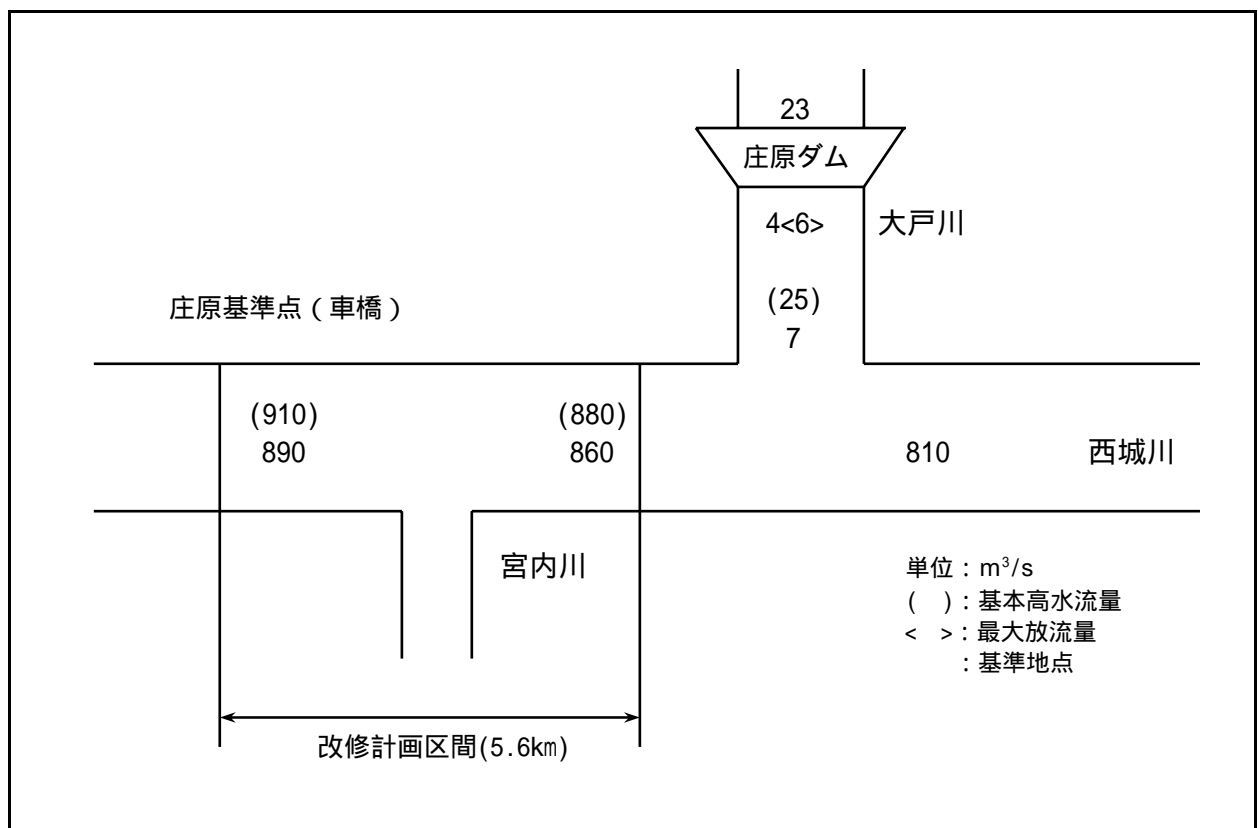 23
庄原ダム
4<6>
大戸川
(25)
7
庄原基準点(車橋)
(910)
890
(880)
860
810
西城川
宮内川
単位:m³/s
( ):基本高水流量
< >:最大放流量
:基準地点
改修計画区間(5.6km)